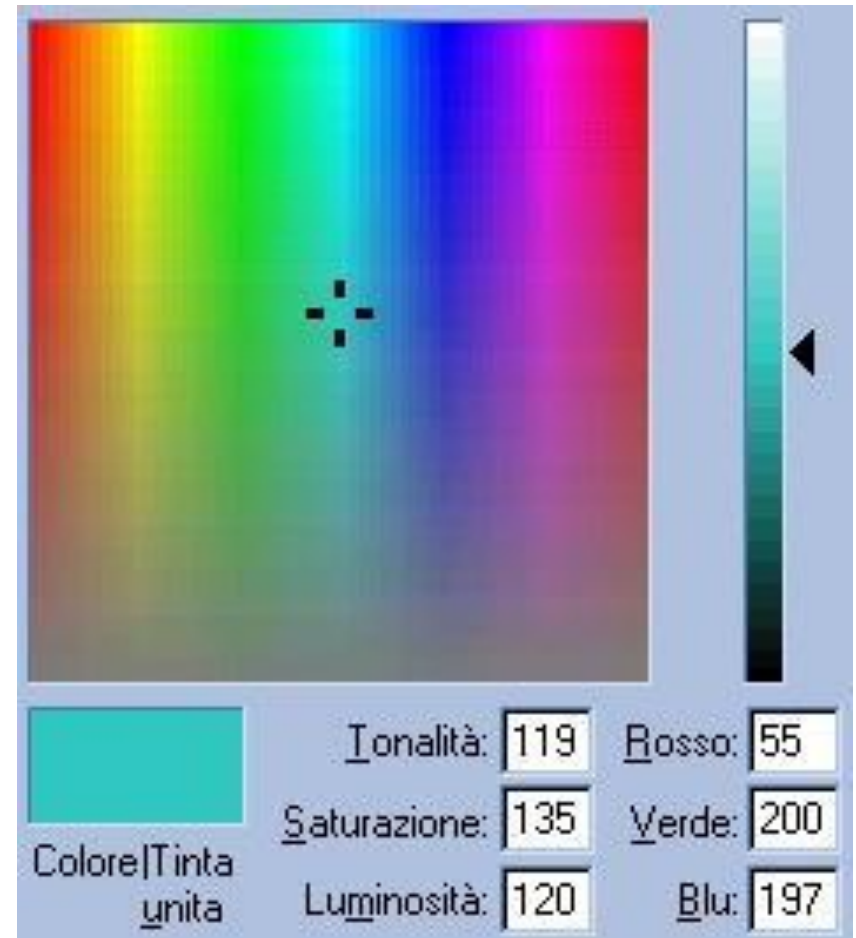 Tonalità: 119 Rosso: 55
Saturazione: 135 Verde: 200
Colore|Tinta
unita Luminosità: 120 Blu: 197